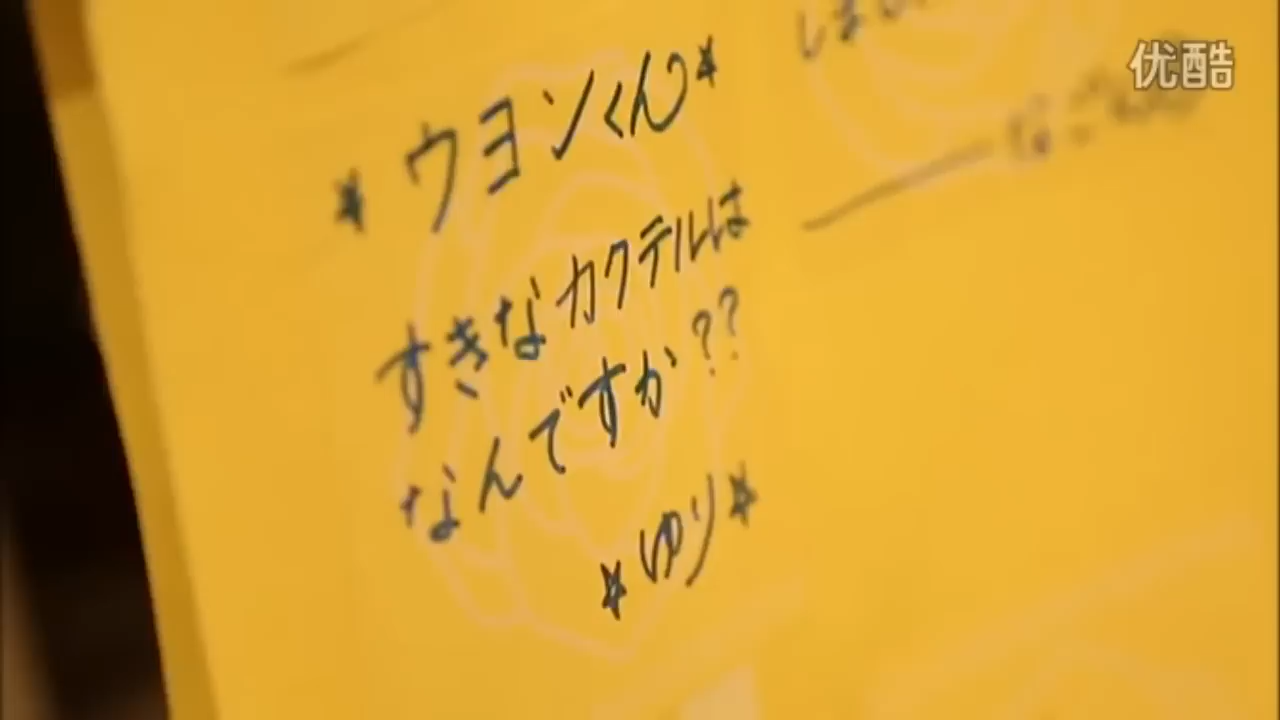 優酷
*ウヨンくん*
すきなカクテルは
なんですか??
*ゆり*